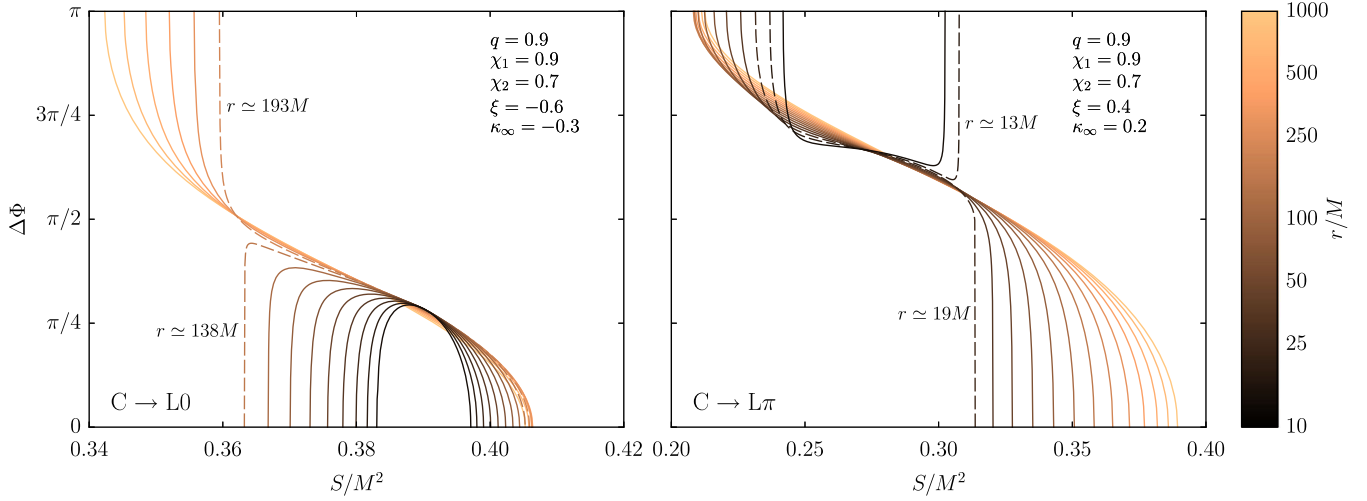 π
3π/4
π/2
π/4
0
ΔΦ
0.34
0.36
0.38
0.40
0.42
S/M²
q = 0.9
χ₁ = 0.9
χ₂ = 0.7
ξ = −0.6
κ∞ = −0.3
r ≃ 193M
r ≃ 138M
C → L0
0.20
0.25
0.30
0.35
0.40
S/M²
q = 0.9
χ₁ = 0.9
χ₂ = 0.7
ξ = 0.4
κ∞ = 0.2
r ≃ 13M
r ≃ 19M
C → Lπ
1000
500
250
100
50
25
10
r/M